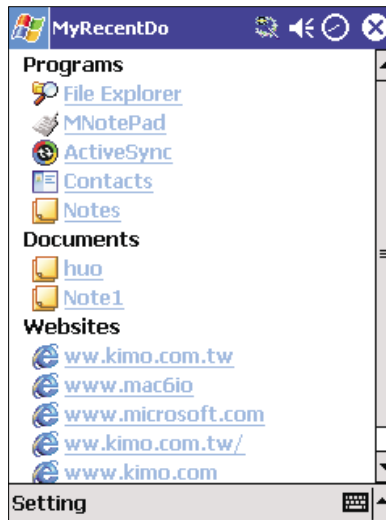 MyRecentDo
Programs
File Explorer
MNotePad
ActiveSync
Contacts
Notes
Documents
huo
Note1
Websites
ww.kimo.com.tw
www.mac6io
www.microsoft.com
ww.kimo.com.tw/
www.kimo.com
Setting